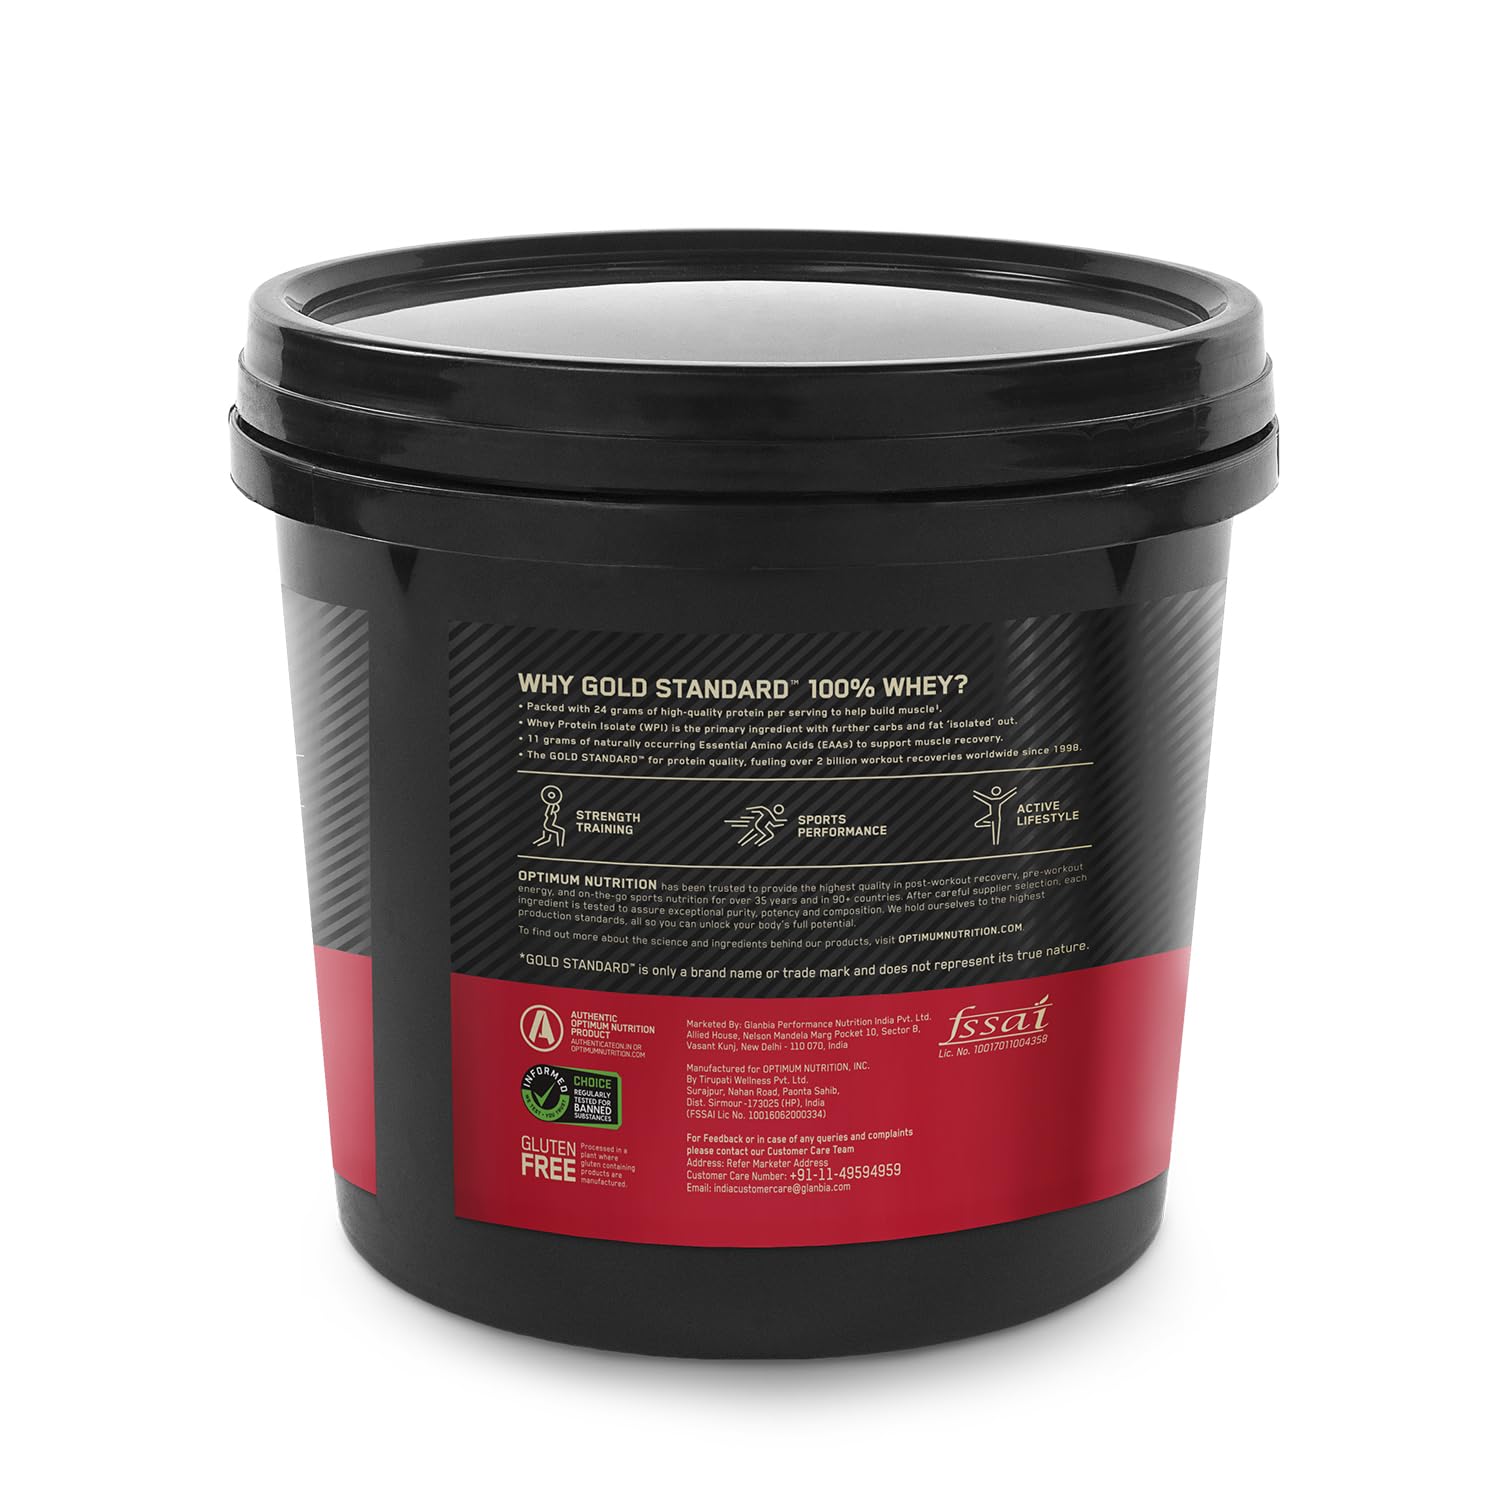 WHY GOLD STANDARD™ 100% WHEY?
• Packed with 24 grams of high-quality protein per serving to help build muscle‡.
• Whey Protein Isolate (WPI) is the primary ingredient with further carbs and fat 'isolated' out.
• 11 grams of naturally occurring Essential Amino Acids (EAAs) to support muscle recovery.
• The GOLD STANDARD™ for protein quality, fueling over 2 billion workout recoveries worldwide since 1998.
STRENGTH
TRAINING
SPORTS
PERFORMANCE
ACTIVE
LIFESTYLE
OPTIMUM NUTRITION has been trusted to provide the highest quality in post-workout recovery, pre-workout
energy, and on-the-go sports nutrition for over 35 years and in 90+ countries. After careful supplier selection, each
ingredient is tested to assure exceptional purity, potency and composition. We hold ourselves to the highest
production standards, all so you can unlock your body's full potential.
To find out more about the science and ingredients behind our products, visit OPTIMUMNUTRITION.COM.
*GOLD STANDARD™ is only a brand name or trade mark and does not represent its true nature.
A
AUTHENTIC
OPTIMUM NUTRITION
PRODUCT
AUTHENTICATEON.IN OR
OPTIMUMNUTRITION.COM
INFORMED
WE TEST • YOU TRUST
CHOICE
REGULARLY
TESTED FOR
BANNED
SUBSTANCES
GLUTEN
FREE
Processed in a
plant where
gluten containing
products are
manufactured.
Marketed By: Glanbia Performance Nutrition India Pvt. Ltd.
Allied House, Nelson Mandela Marg Pocket 10, Sector B,
Vasant Kunj, New Delhi - 110 070, India
Manufactured for OPTIMUM NUTRITION, INC.
By Tirupati Wellness Pvt. Ltd.
Surajpur, Nahan Road, Paonta Sahib,
Dist. Sirmour -173025 (HP), India
(FSSAI Lic No. 10016062000334)
For Feedback or in case of any queries and complaints
please contact our Customer Care Team
Address: Refer Marketer Address
Customer Care Number: +91-11-49594959
Email: indiacustomercare@glanbia.com
fssai
Lic. No. 10017011004358